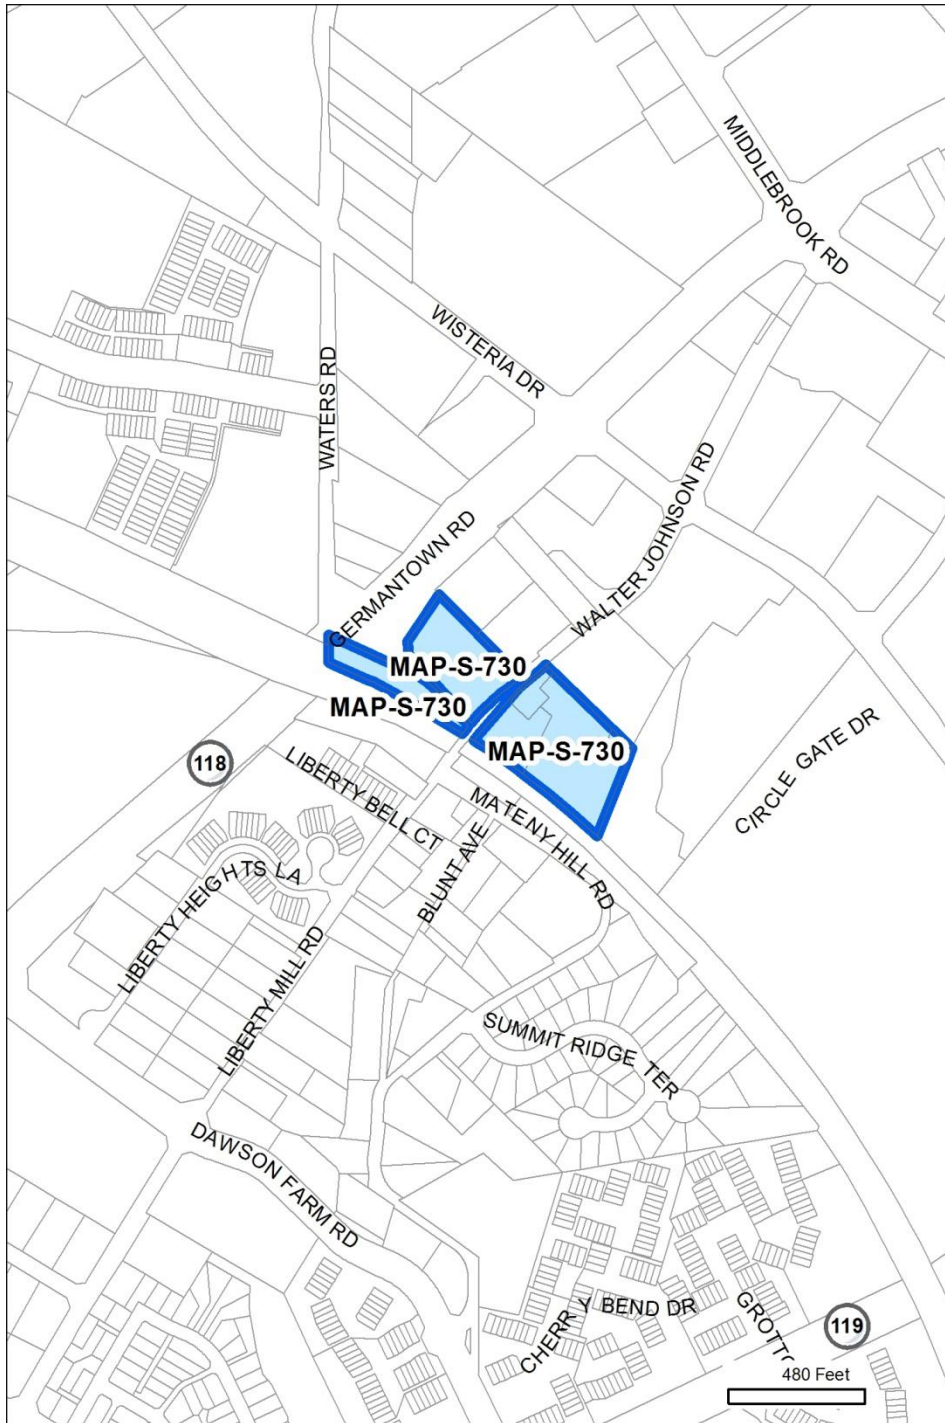 MIDDLEBROOK RD
WISTERIA DR
WATERS RD
WALTER JOHNSON RD
GERMANTOWN RD
MAP-S-730
MAP-S-730
MAP-S-730
118
CIRCLE GATE DR
LIBERTY BELL CT
MATENY HILL RD
BLUNT AVE
LIBERTY HEIGHTS LA
LIBERTY MILL RD
SUMMIT RIDGE TER
DAWSON FARM RD
CHERRY BEND DR
GROTTO
119
480 Feet